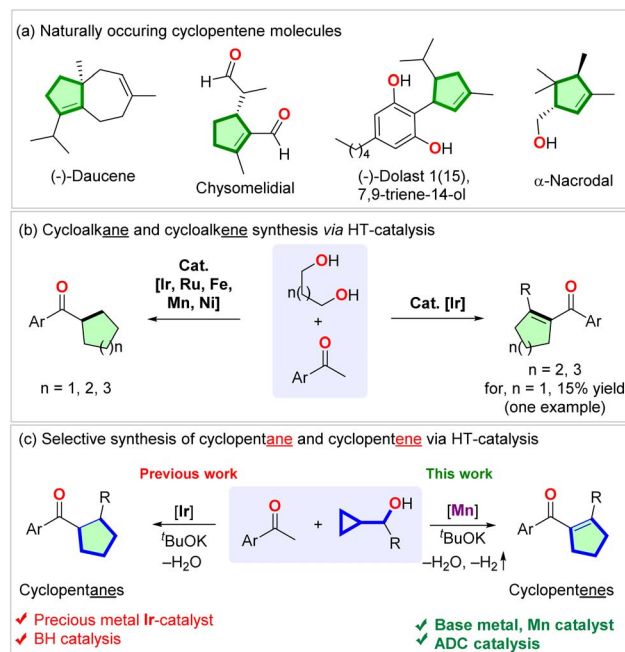 (a) Naturally occuring cyclopentene molecules
(-)-Daucene
H
O
O
H
Chysomelidial
OH
OH
( )4
(-)-Dolast 1(15),
7,9-triene-14-ol
OH
α-Nacrodal
(b) Cycloalkane and cycloalkene synthesis via HT-catalysis
O
Ar
( )n
n = 1, 2, 3
Cat.
[Ir, Ru, Fe,
Mn, Ni]
OH
n( )
OH
+
O
Ar
Cat. [Ir]
R
O
Ar
n( )
n = 2, 3
for, n = 1, 15% yield
(one example)
(c) Selective synthesis of cyclopentane and cyclopentene via HT-catalysis
Previous work
This work
O
R
Ar
Cyclopentanes
[Ir]
tBuOK
–H2O
O
Ar
+
OH
R
[Mn]
tBuOK
–H2O, –H2↑
O
R
Ar
Cyclopentenes
✓ Precious metal Ir-catalyst
✓ BH catalysis
✓ Base metal, Mn catalyst
✓ ADC catalysis